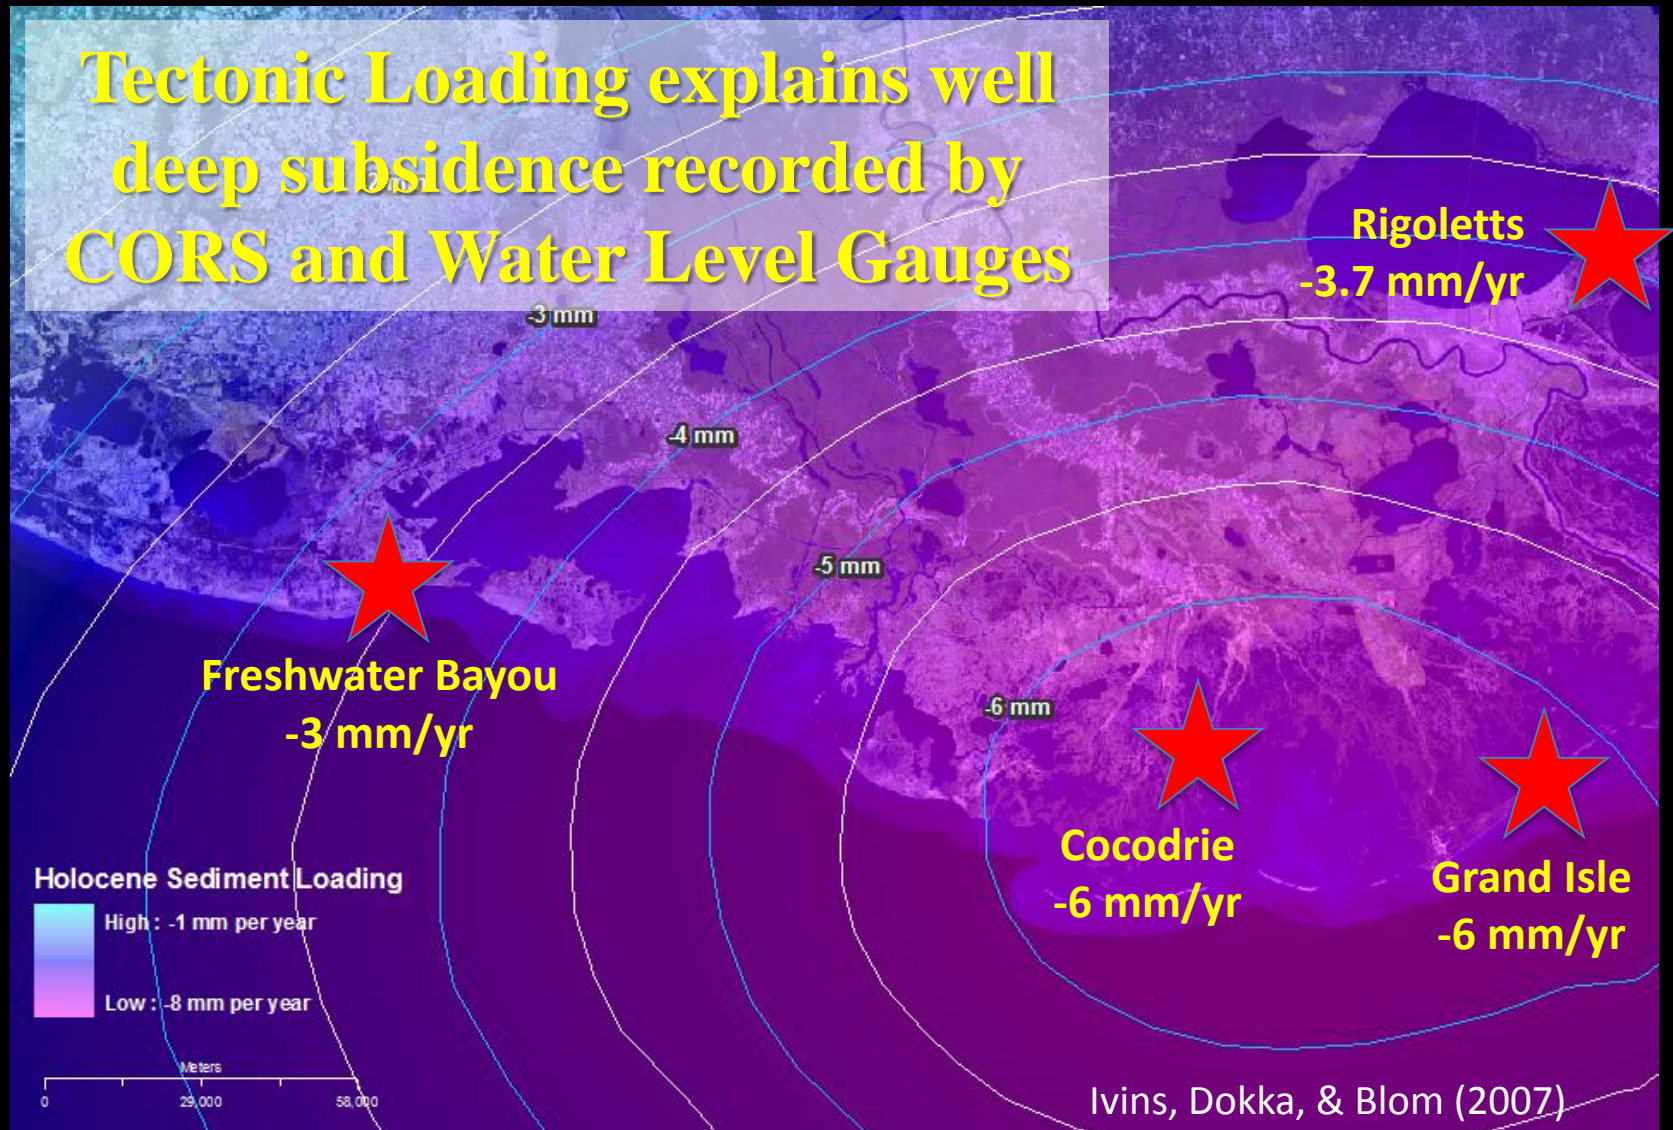 Tectonic Loading explains well
deep subsidence recorded by
CORS and Water Level Gauges
-2 mm
Rigoletts
-3.7 mm/yr
-3 mm
-4 mm
-5 mm
Freshwater Bayou
-3 mm/yr
-6 mm
Cocodrie
-6 mm/yr
Grand Isle
-6 mm/yr
Holocene Sediment Loading
High : -1 mm per year
Low : -8 mm per year
Meters
0 29,000 58,000
Ivins, Dokka, & Blom (2007)